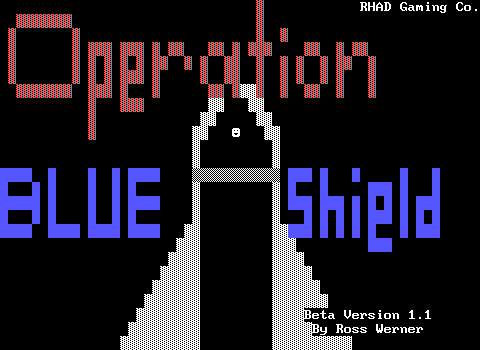 RHAD Gaming Co.
Operation
BLUE Shield
Beta Version 1.1
By Ross Werner